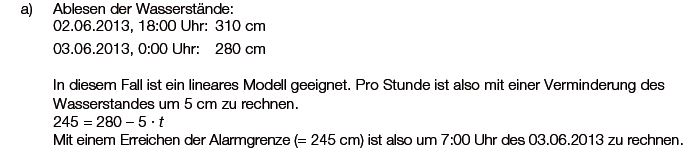 a) Ablesen der Wasserstände:
02.06.2013, 18:00 Uhr: 310 cm
03.06.2013, 0:00 Uhr: 280 cm
In diesem Fall ist ein lineares Modell geeignet. Pro Stunde ist also mit einer Verminderung des
Wasserstandes um 5 cm zu rechnen.
245 = 280 – 5 · t
Mit einem Erreichen der Alarmgrenze (= 245 cm) ist also um 7:00 Uhr des 03.06.2013 zu rechnen.